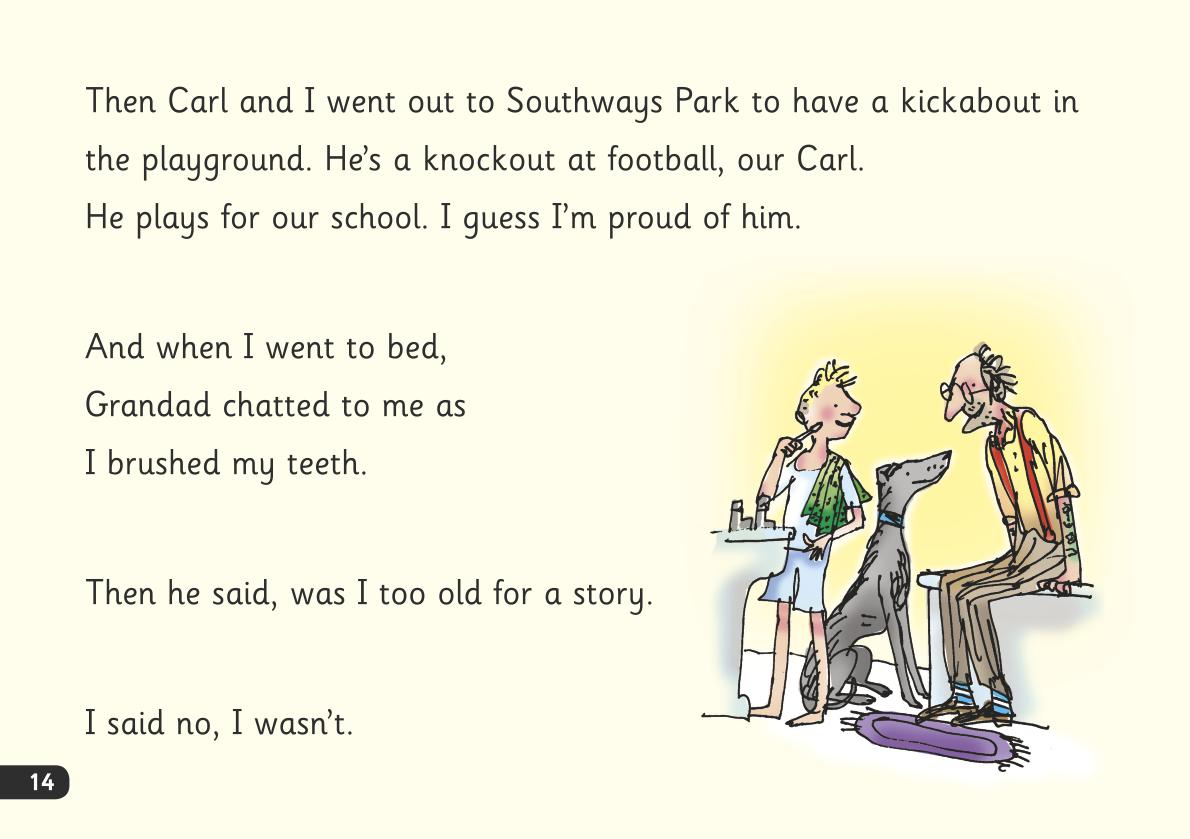 Then Carl and I went out to Southways Park to have a kickabout in
the playground. He’s a knockout at football, our Carl.
He plays for our school. I guess I’m proud of him.
And when I went to bed,
Grandad chatted to me as
I brushed my teeth.
Then he said, was I too old for a story.
I said no, I wasn’t.
14